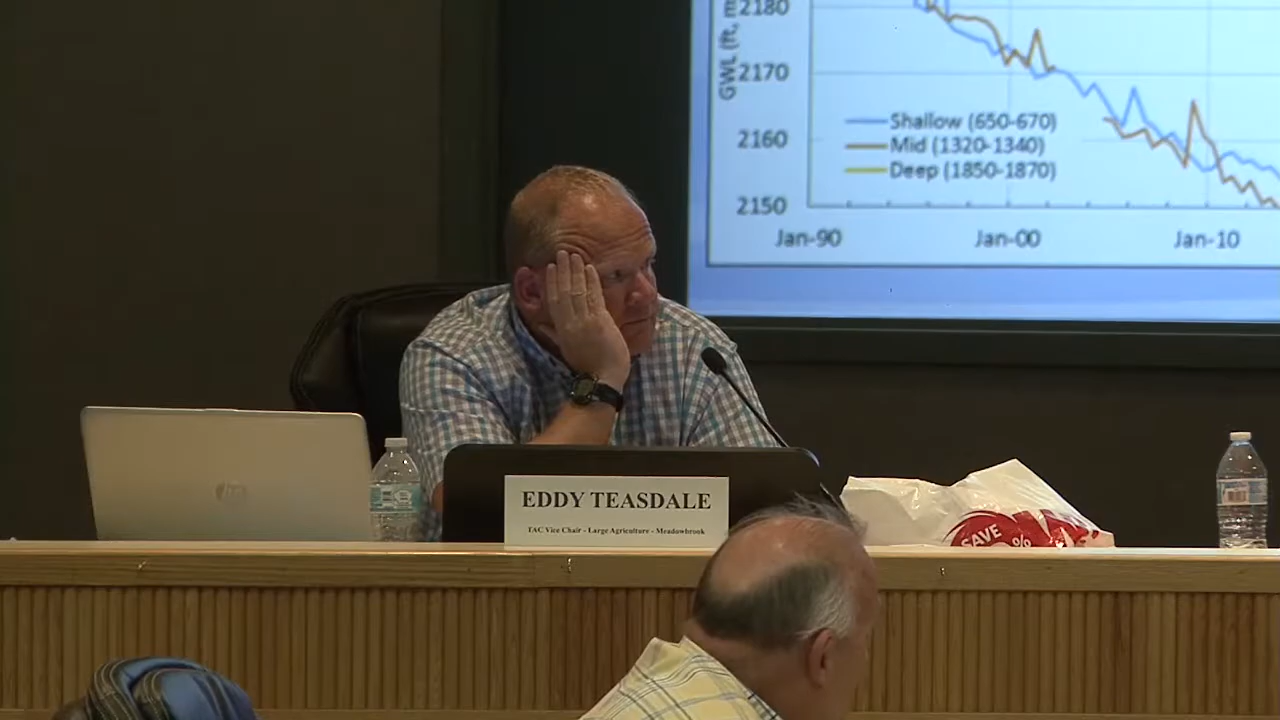 2180
GWL (ft, m
2170
Shallow (650-670)
2160
Mid (1320-1340)
Deep (1850-1870)
2150
Jan-90
Jan-00
Jan-10
hp
EDDY TEASDALE
TAC Vice Chair - Large Agriculture - Meadowbrook
SAVE
%